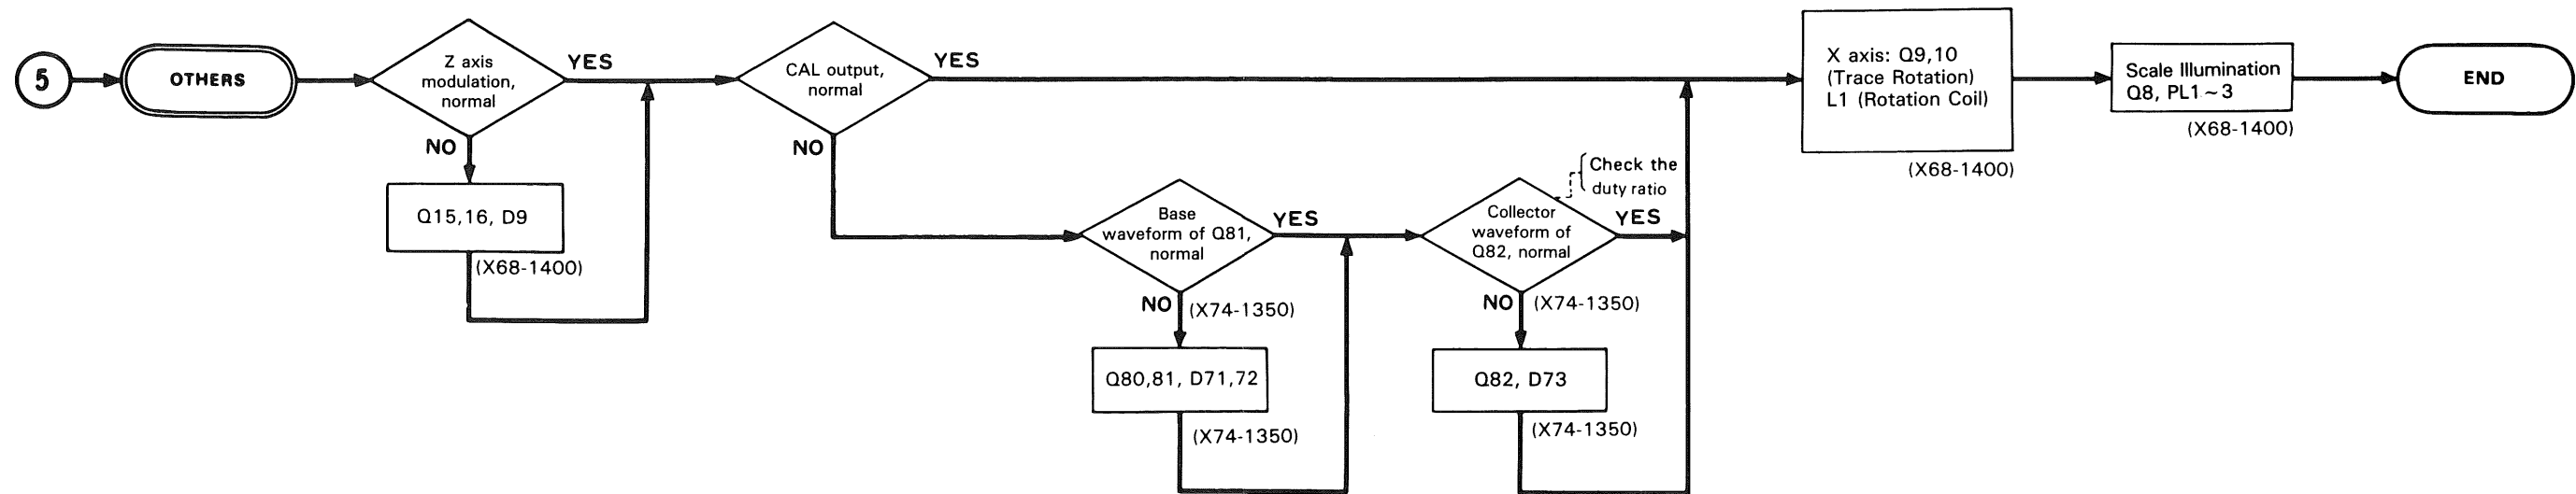 5
OTHERS
Z axis
modulation,
normal
YES
NO
Q15,16, D9
(X68-1400)
CAL output,
normal
YES
NO
Base
waveform of Q81,
normal
YES
NO
(X74-1350)
Q80,81, D71,72
(X74-1350)
Check the
duty ratio
Collector
waveform of
Q82, normal
YES
NO
(X74-1350)
Q82, D73
(X74-1350)
X axis: Q9,10
(Trace Rotation)
L1 (Rotation Coil)
(X68-1400)
Scale Illumination
Q8, PL1~3
(X68-1400)
END